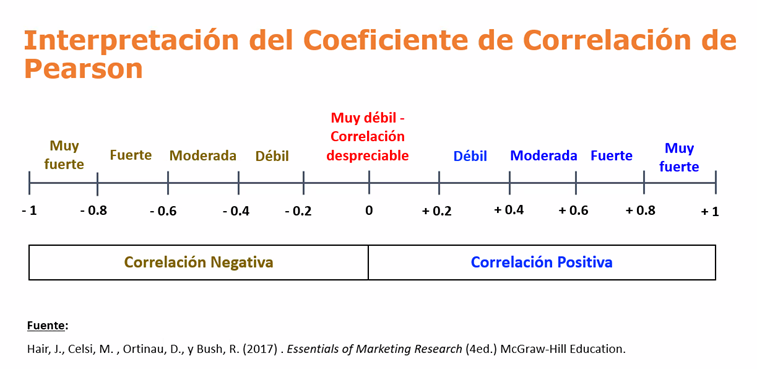 Interpretación del Coeficiente de Correlación de
Pearson
Muy débil -
Correlación
despreciable
Muy
fuerte
Fuerte
Moderada
Débil
Débil
Moderada
Fuerte
Muy
fuerte
- 1
- 0.8
- 0.6
- 0.4
- 0.2
0
+ 0.2
+ 0.4
+ 0.6
+ 0.8
+ 1
Correlación Negativa
Correlación Positiva
Fuente:
Hair, J., Celsi, M. , Ortinau, D., y Bush, R. (2017) . Essentials of Marketing Research (4ed.) McGraw-Hill Education.